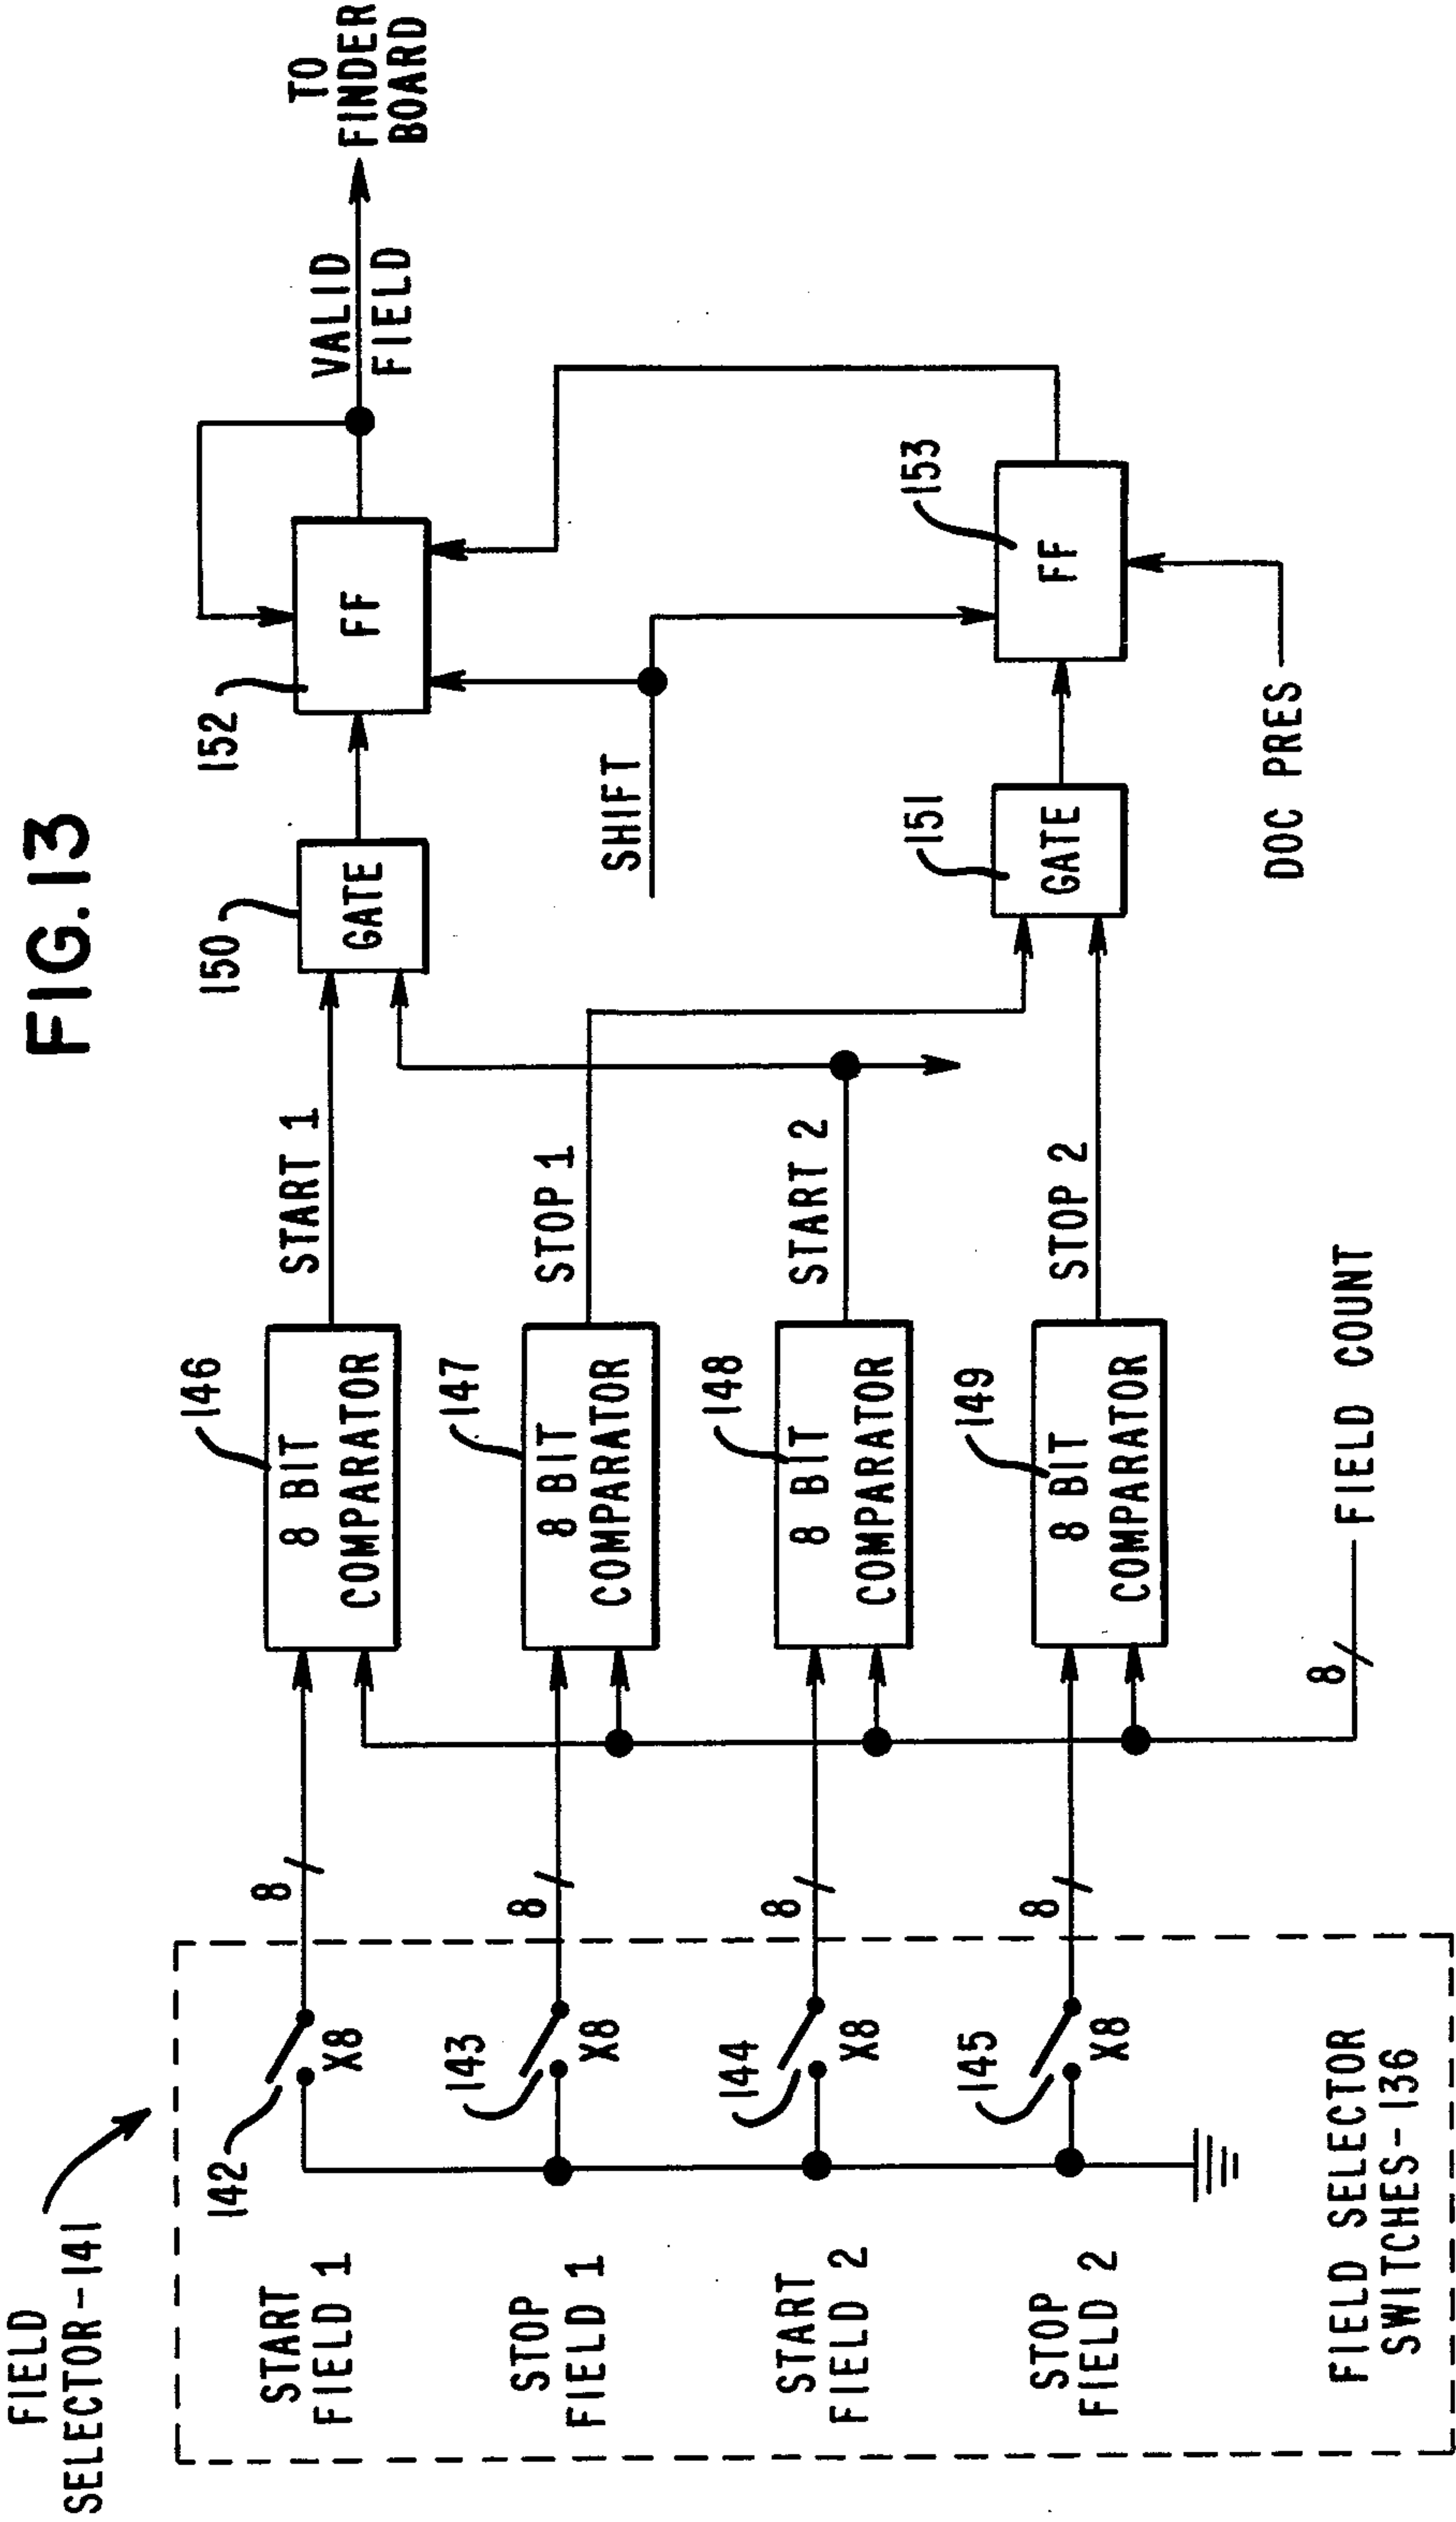 FIG.13
FIELD
SELECTOR-141
START
FIELD 1
142
X8
8
146
8 BIT
COMPARATOR
START 1
150
GATE
152
FF
VALID
FIELD
TO
FINDER
BOARD
STOP
FIELD 1
143
X8
8
147
8 BIT
COMPARATOR
STOP 1
SHIFT
START
FIELD 2
144
X8
8
148
8 BIT
COMPARATOR
START 2
STOP
FIELD 2
145
X8
8
149
8 BIT
COMPARATOR
STOP 2
151
GATE
153
FF
DOC PRES
FIELD SELECTOR
SWITCHES-136
8
FIELD COUNT